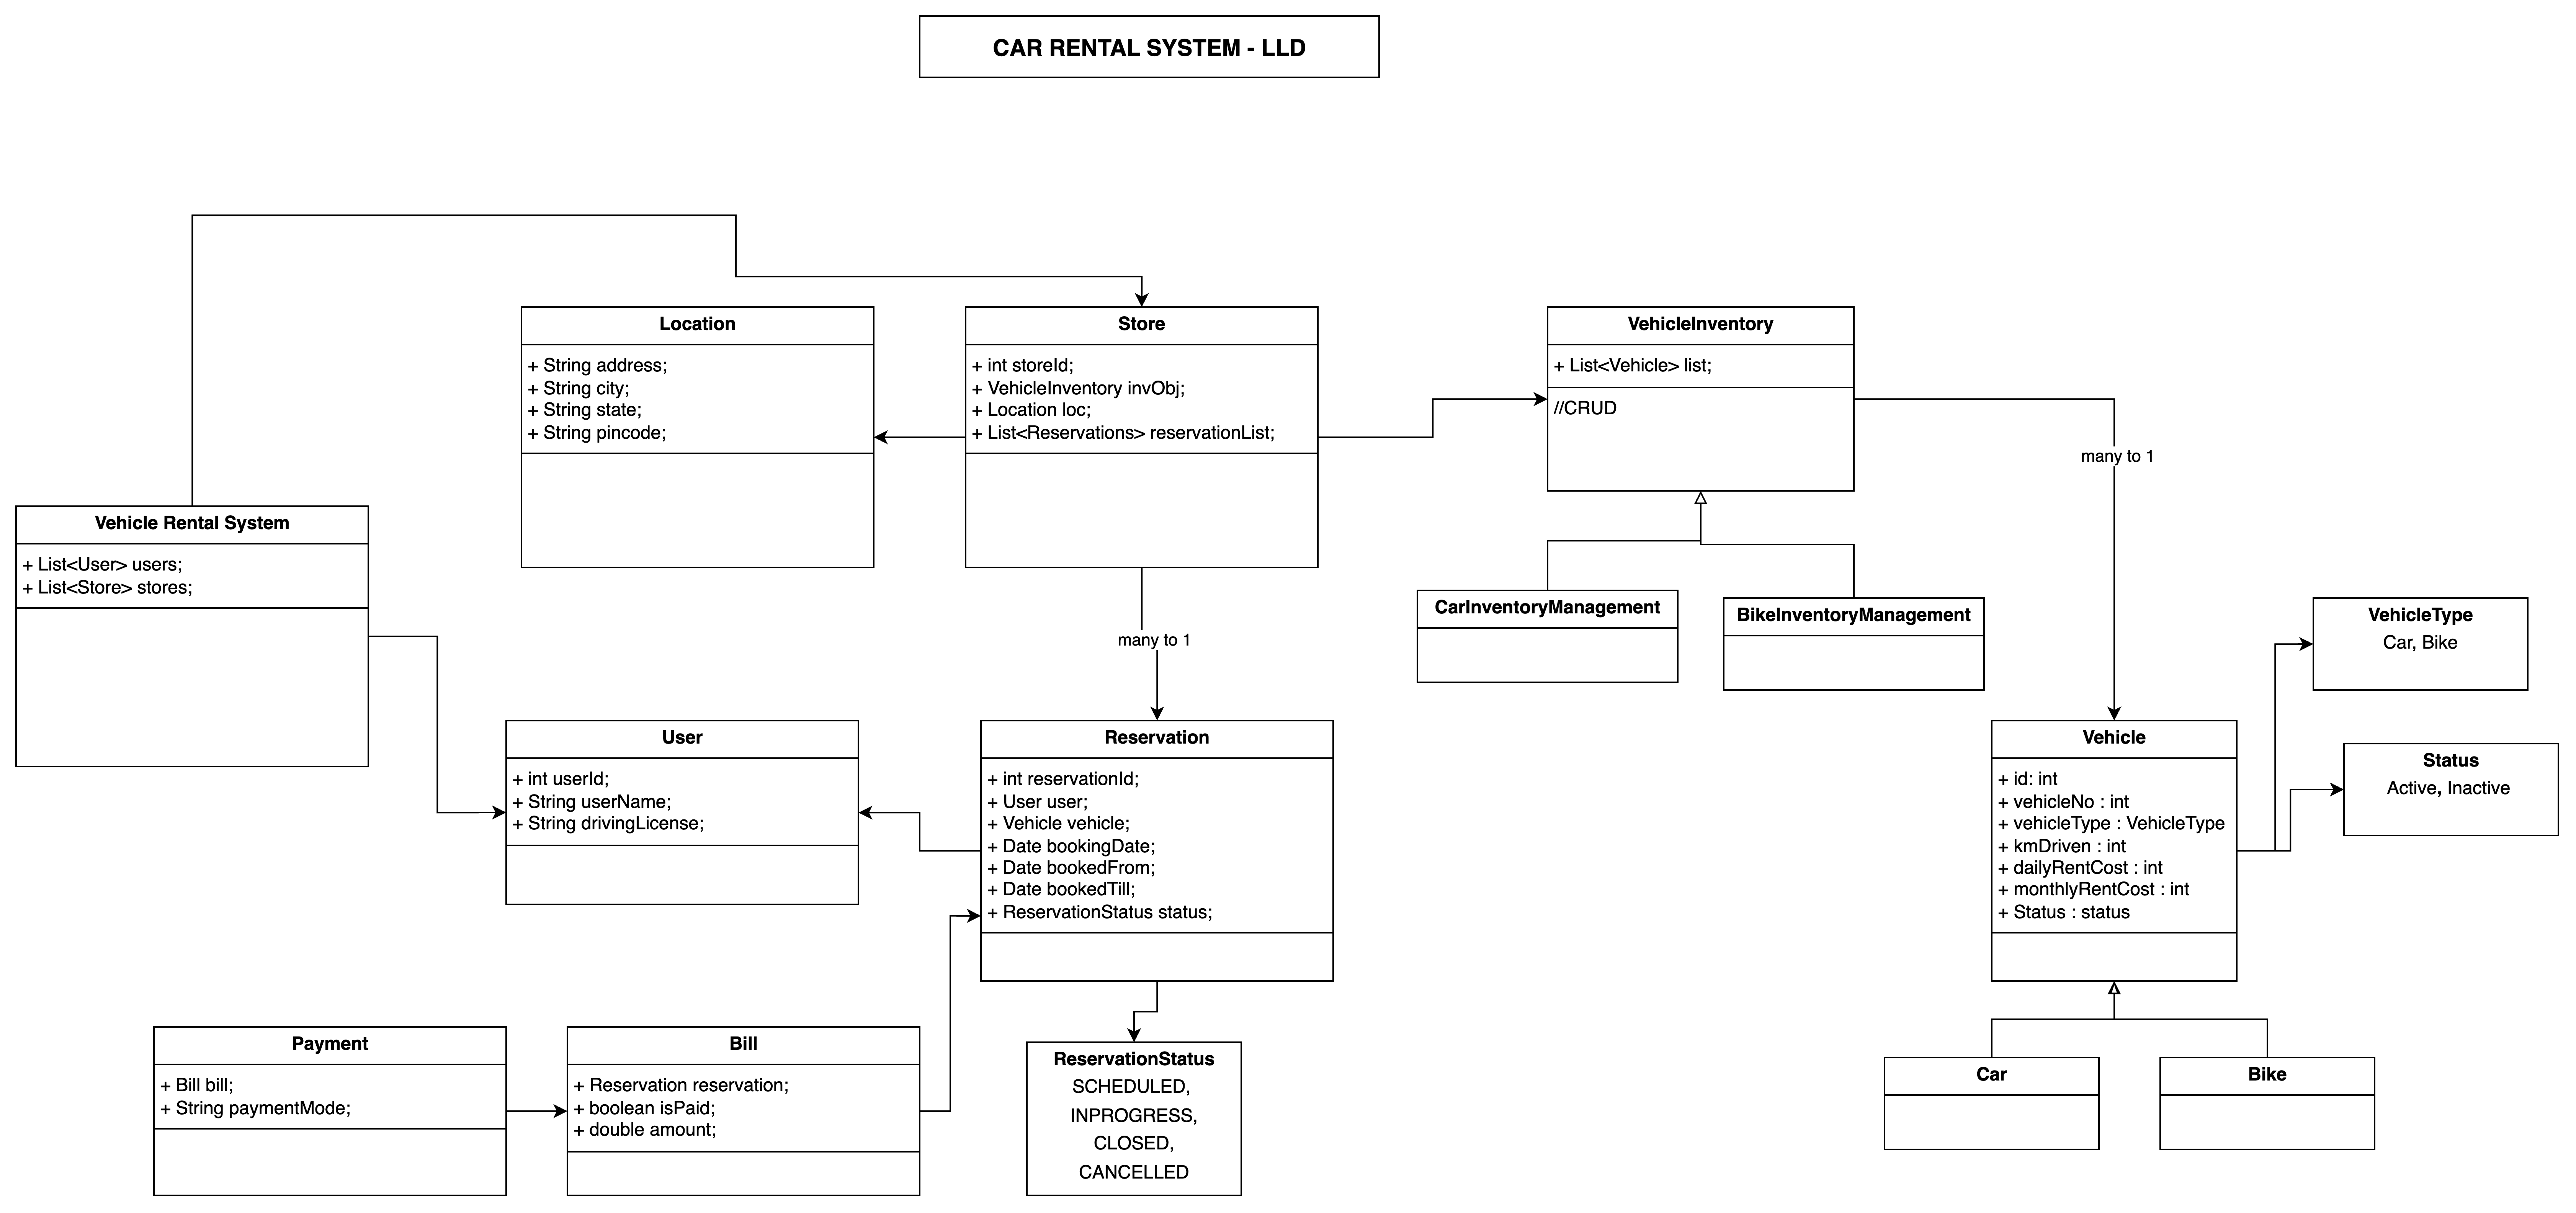 CAR RENTAL SYSTEM - LLD
Location
+ String address;
+ String city;
+ String state;
+ String pincode;
Store
+ int storeId;
+ VehicleInventory invObj;
+ Location loc;
+ List<Reservations> reservationList;
VehicleInventory
+ List<Vehicle> list;
//CRUD
many to 1
Vehicle Rental System
+ List<User> users;
+ List<Store> stores;
CarInventoryManagement
BikeInventoryManagement
VehicleType
Car, Bike
many to 1
User
+ int userId;
+ String userName;
+ String drivingLicense;
Reservation
+ int reservationId;
+ User user;
+ Vehicle vehicle;
+ Date bookingDate;
+ Date bookedFrom;
+ Date bookedTill;
+ ReservationStatus status;
Vehicle
+ id: int
+ vehicleNo : int
+ vehicleType : VehicleType
+ kmDriven : int
+ dailyRentCost : int
+ monthlyRentCost : int
+ Status : status
Status
Active, Inactive
Payment
+ Bill bill;
+ String paymentMode;
Bill
+ Reservation reservation;
+ boolean isPaid;
+ double amount;
ReservationStatus
SCHEDULED,
INPROGRESS,
CLOSED,
CANCELLED
Car
Bike